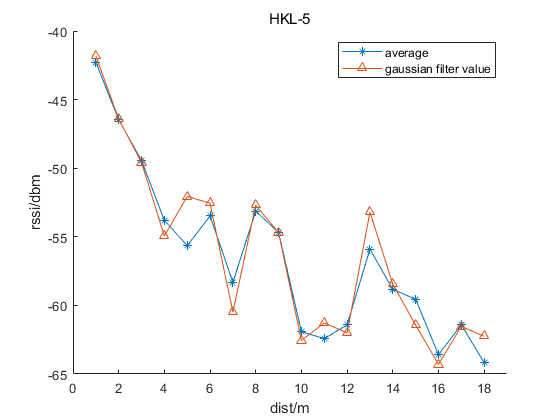 HKL-5
average
gaussian filter value
rssi/dbm
-40
-45
-50
-55
-60
-65
0 2 4 6 8 10 12 14 16 18
dist/m